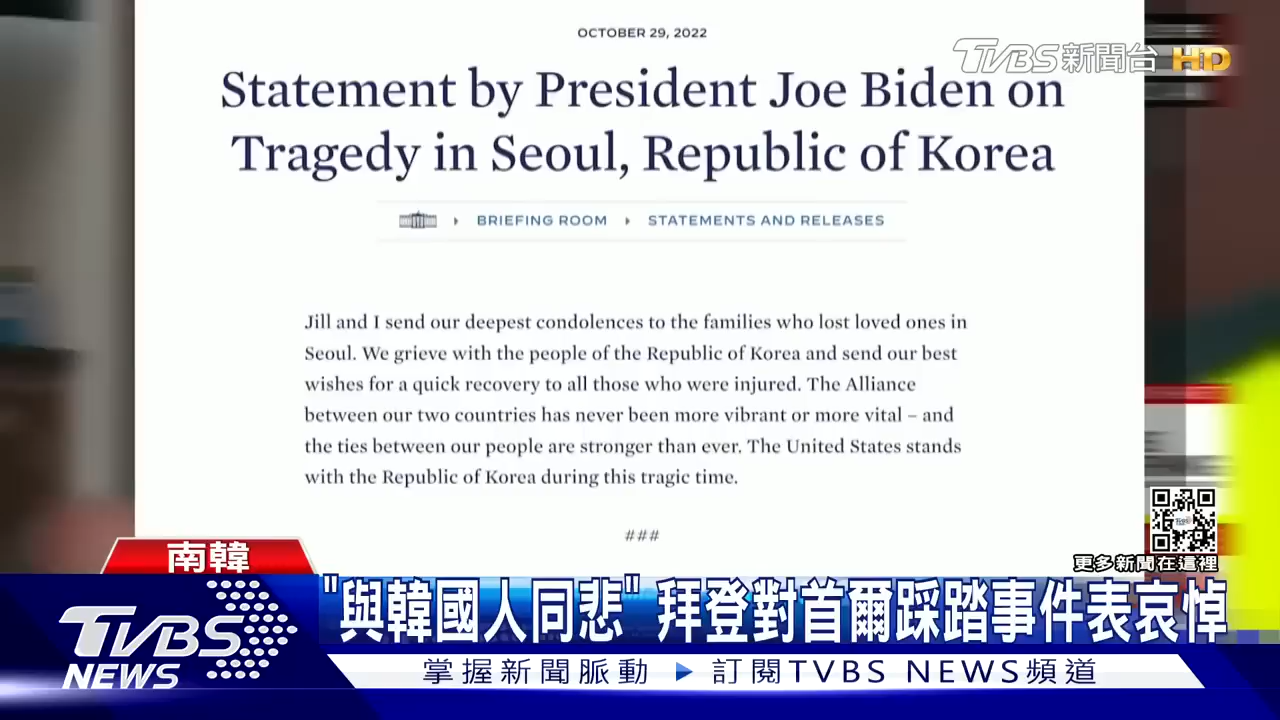 OCTOBER 29, 2022
TVBS新聞台 HD
Statement by President Joe Biden on
Tragedy in Seoul, Republic of Korea
BRIEFING ROOM
STATEMENTS AND RELEASES
Jill and I send our deepest condolences to the families who lost loved ones in
Seoul. We grieve with the people of the Republic of Korea and send our best
wishes for a quick recovery to all those who were injured. The Alliance
between our two countries has never been more vibrant or more vital – and
the ties between our people are stronger than ever. The United States stands
with the Republic of Korea during this tragic time.
###
更多新聞在這裡
南韓
"與韓國人同悲" 拜登對首爾踩踏事件表哀悼
TVBS
NEWS
掌握新聞脈動 訂閱TVBS NEWS頻道